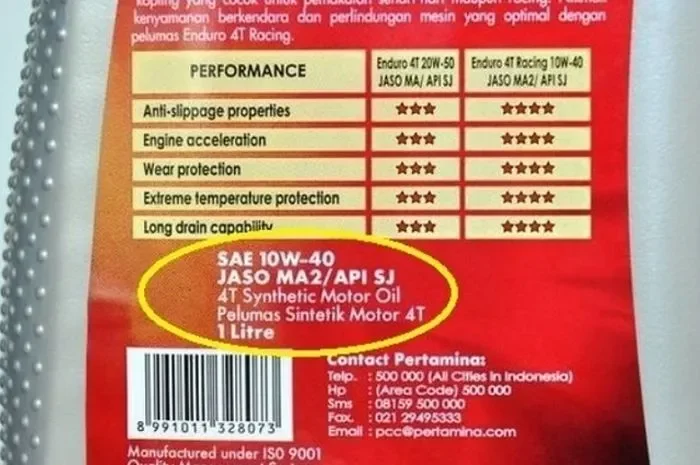 kopling yang cocok untuk pemakaian sehari-hari maupun racing.
kenyamanan berkendara dan perlindungan mesin yang optimal dengan
pelumas Enduro 4T Racing.
PERFORMANCE Enduro 4T 20W-50 JASO MA/ API SJ Enduro 4T Racing 10W-40 JASO MA2/ API SJ
Anti-slippage properties ★★★ ★★★★
Engine acceleration ★★★ ★★★★
Wear protection ★★★ ★★★★
Extreme temperature protection ★★★ ★★★★
Long drain capability ★★★ ★★★★
SAE 10W-40
JASO MA2/API SJ
4T Synthetic Motor Oil
Pelumas Sintetik Motor 4T
1 Litre
Contact Pertamina:
Telp. : 500 000 (All Cities in Indonesia)
Hp : (Area Code) 500 000
Sms : 08159 500 000
Fax. : 021 29495333
Email : pcc@pertamina.com
8 991011 328073
Manufactured under ISO 9001
Quality Management